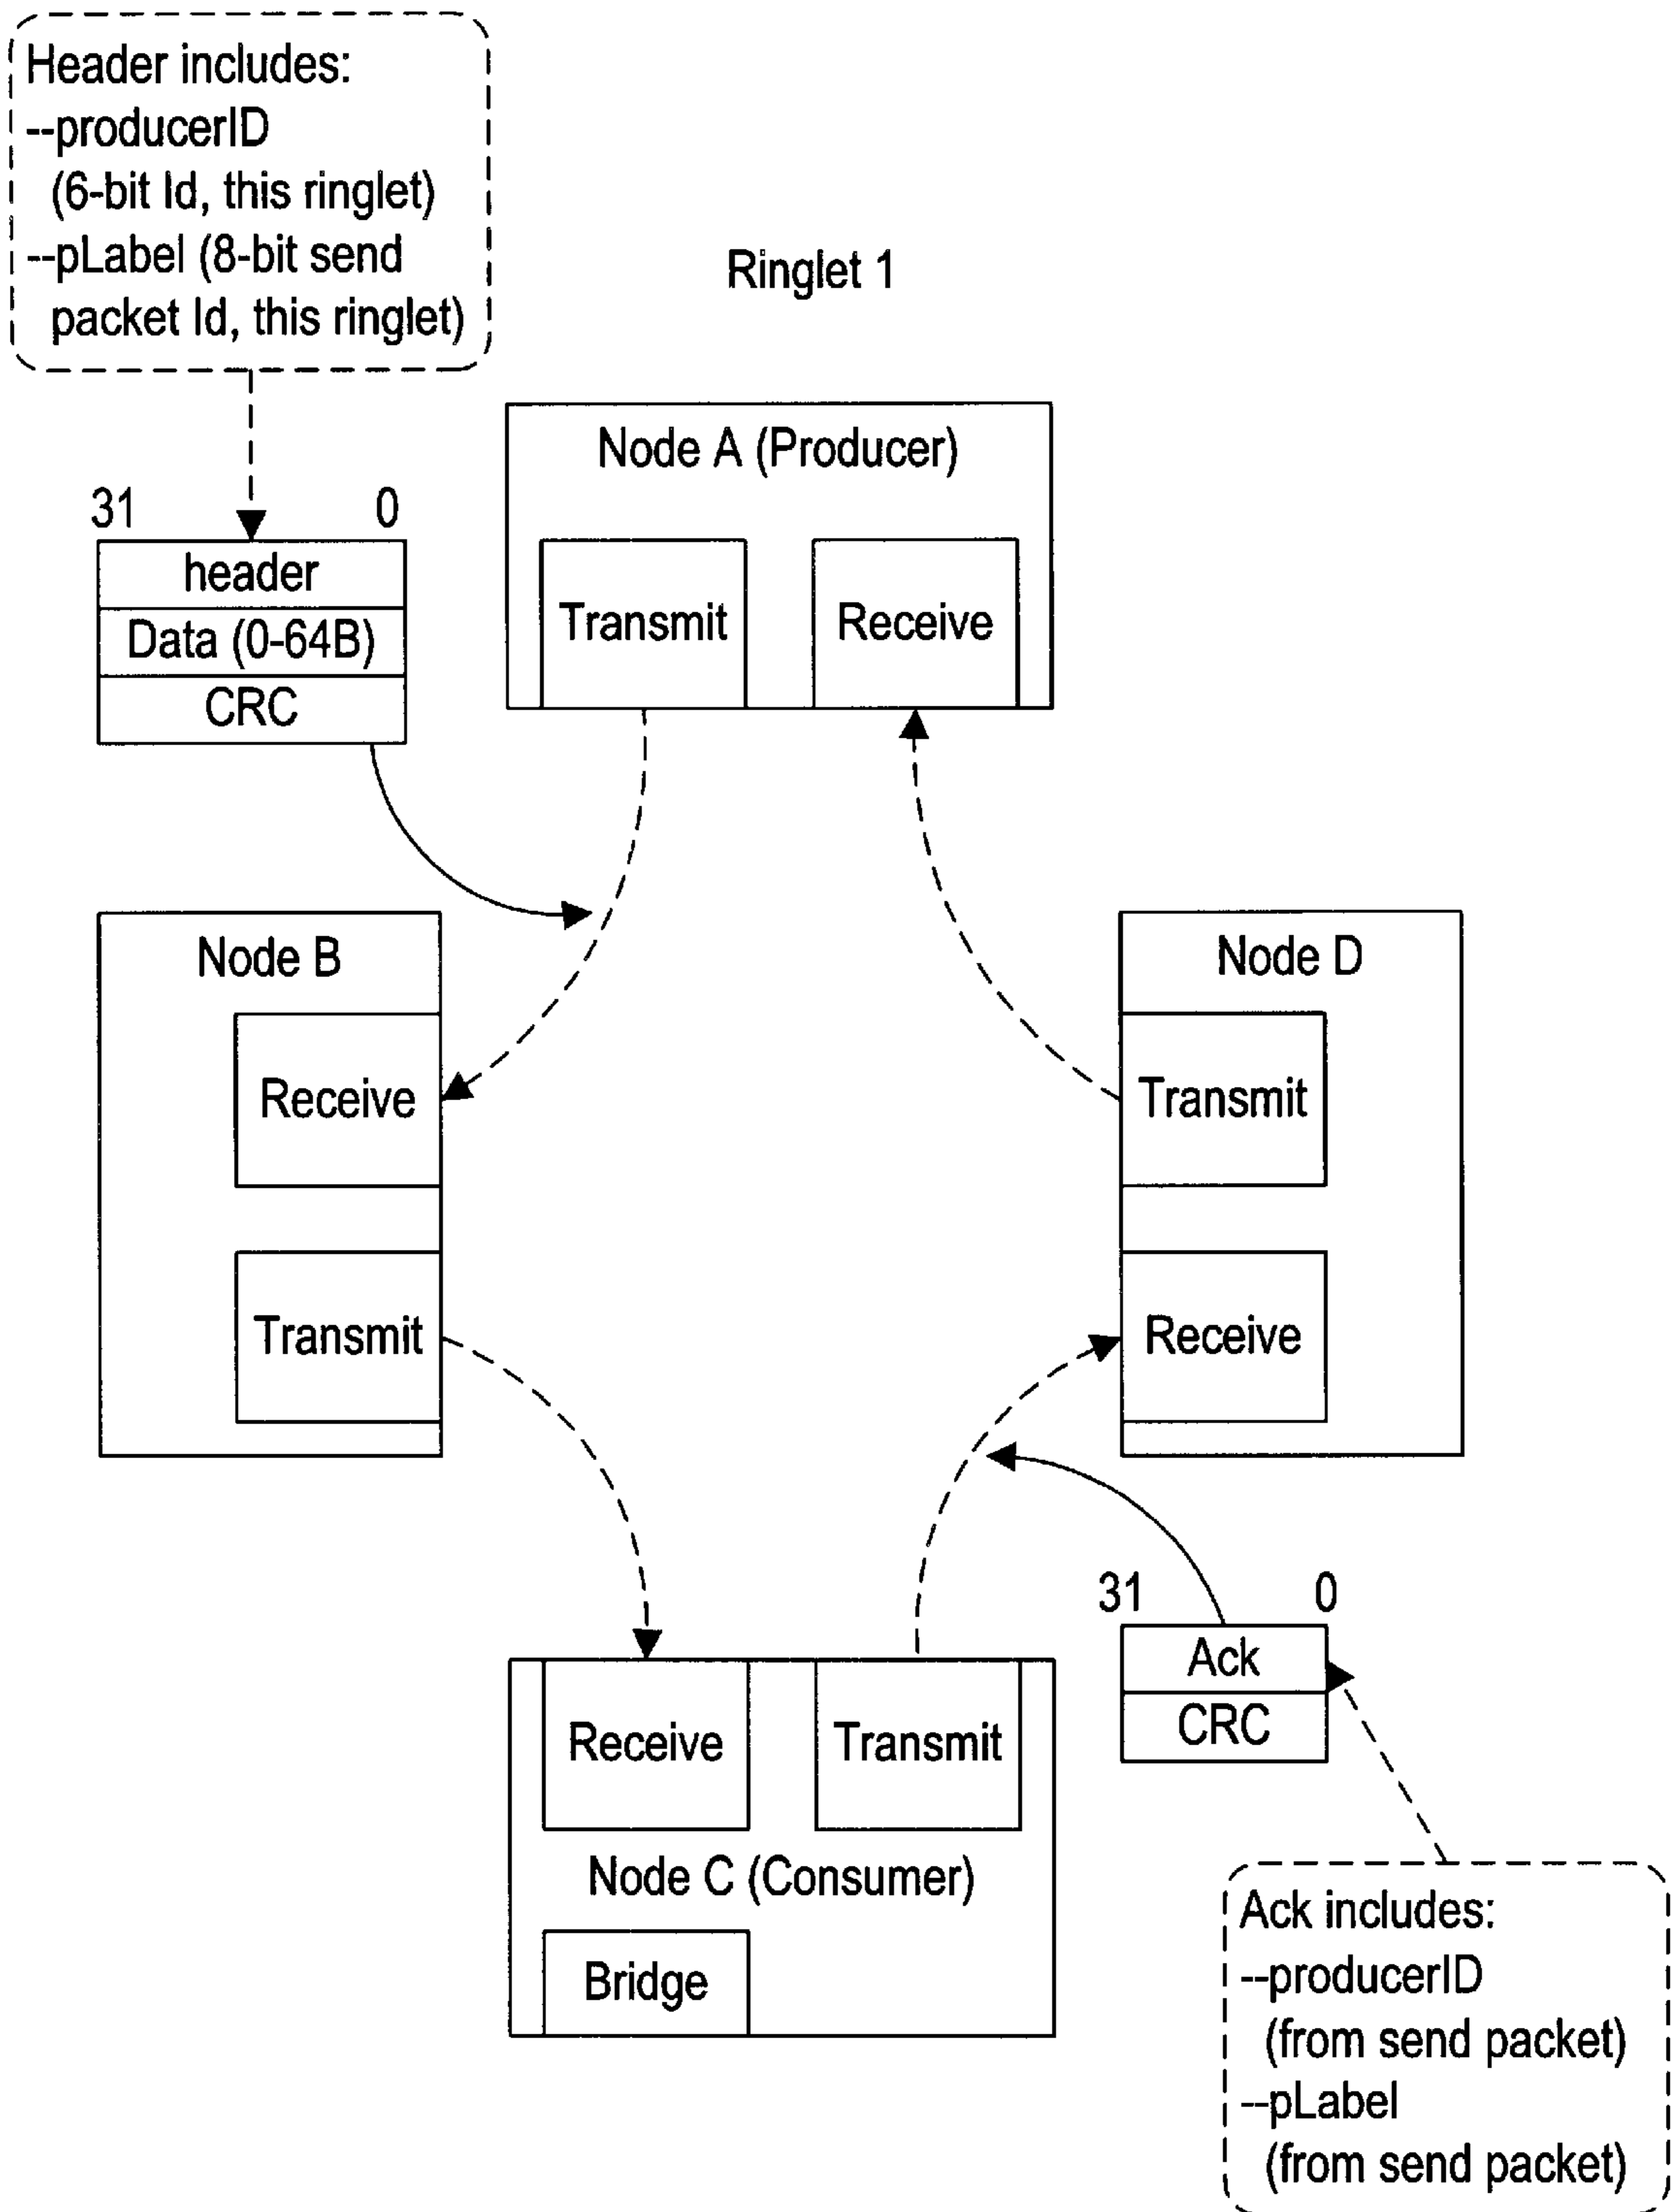 Header includes:
--producerID
(6-bit Id, this ringlet)
--pLabel (8-bit send
packet Id, this ringlet)
Ringlet 1
Node A (Producer)
Transmit
Receive
31
0
header
Data (0-64B)
CRC
Node B
Receive
Transmit
Node D
Transmit
Receive
31
0
Ack
CRC
Receive
Transmit
Node C (Consumer)
Bridge
Ack includes:
--producerID
(from send packet)
--pLabel
(from send packet)